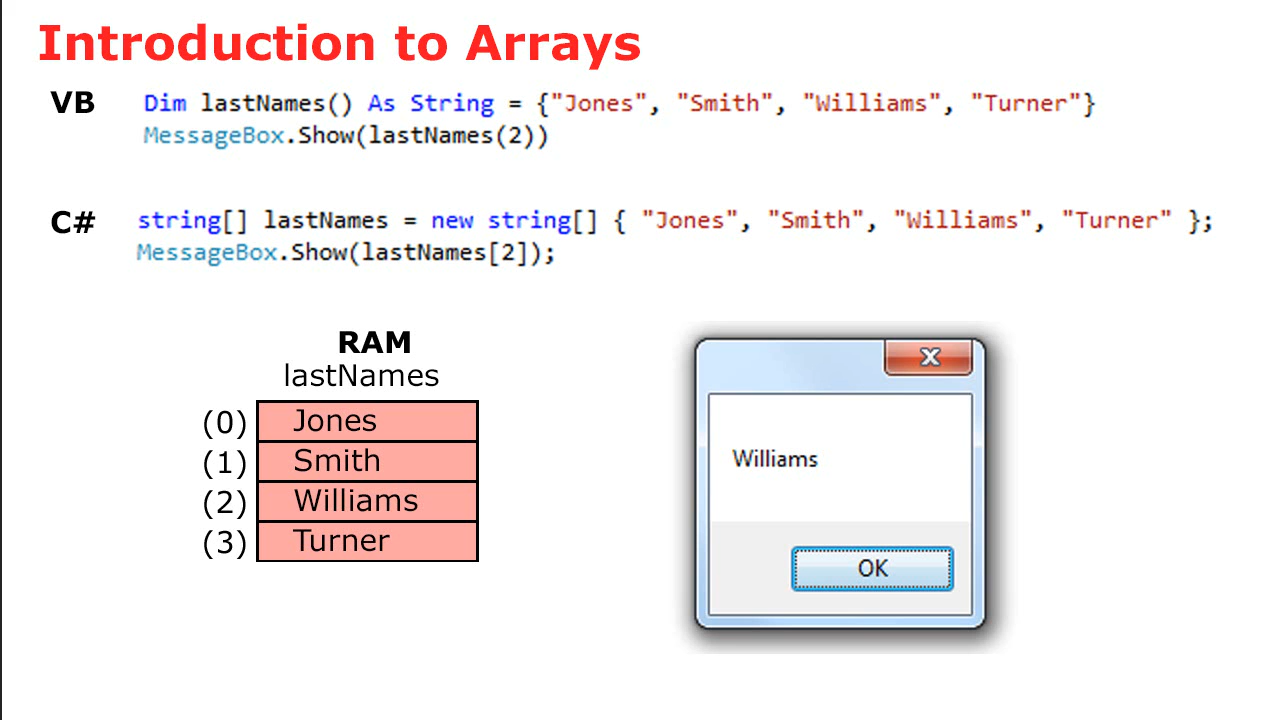 Introduction to Arrays
VB
Dim lastNames() As String = {"Jones", "Smith", "Williams", "Turner"}
MessageBox.Show(lastNames(2))
C#
string[] lastNames = new string[] { "Jones", "Smith", "Williams", "Turner" };
MessageBox.Show(lastNames[2]);
RAM
lastNames
(0) Jones
(1) Smith
(2) Williams
(3) Turner
Williams
OK